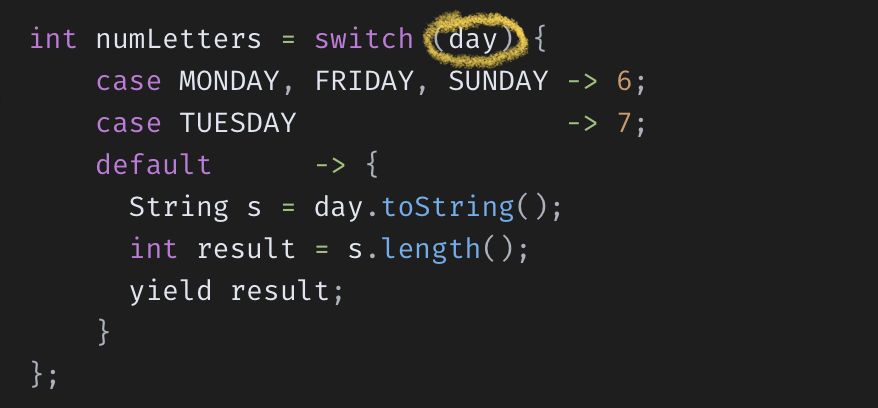 int numLetters = switch (day) {
    case MONDAY, FRIDAY, SUNDAY -> 6;
    case TUESDAY                -> 7;
    default      -> {
      String s = day.toString();
      int result = s.length();
      yield result;
    }
};